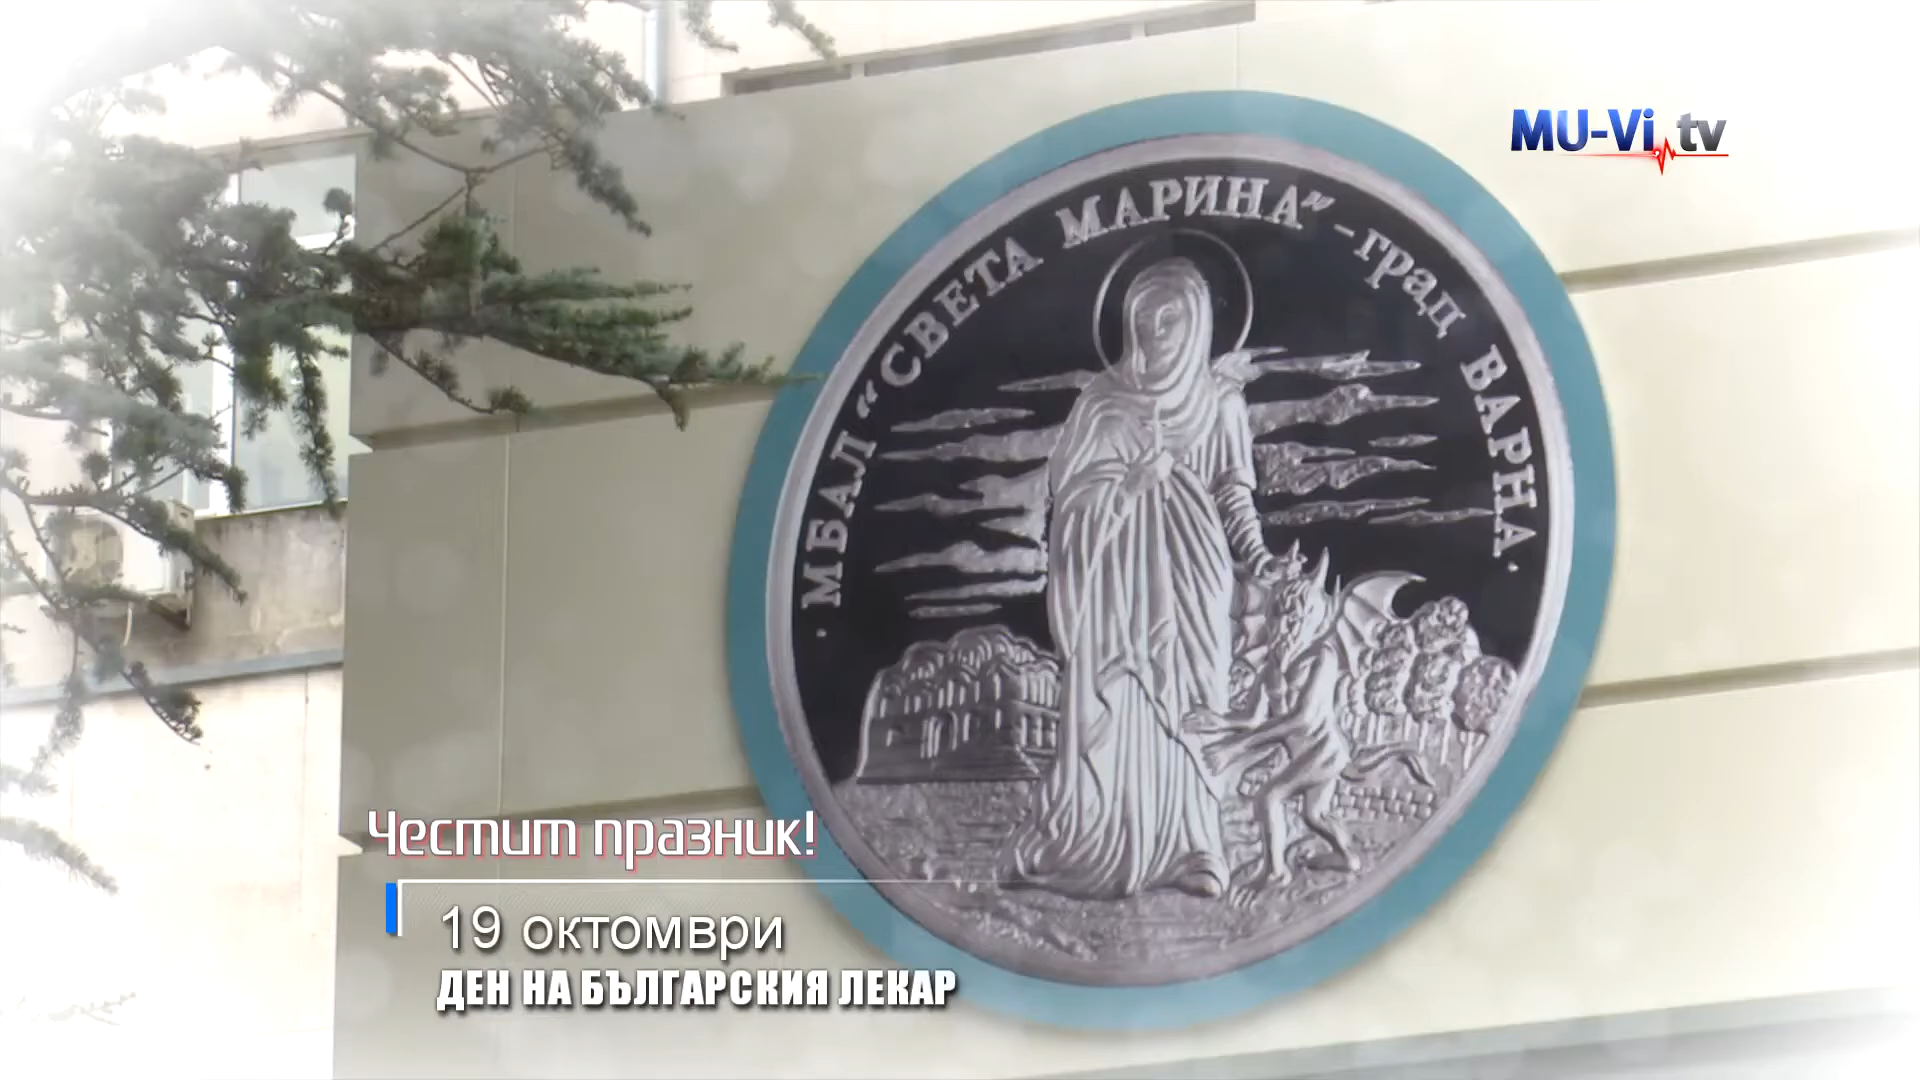 MU-Vi tv
·МБАЛ “СВЕТА МАРИНА” - град ВАРНА·
Честит празник!
19 октомври
ДЕН НА БЪЛГАРСКИЯ ЛЕКАР